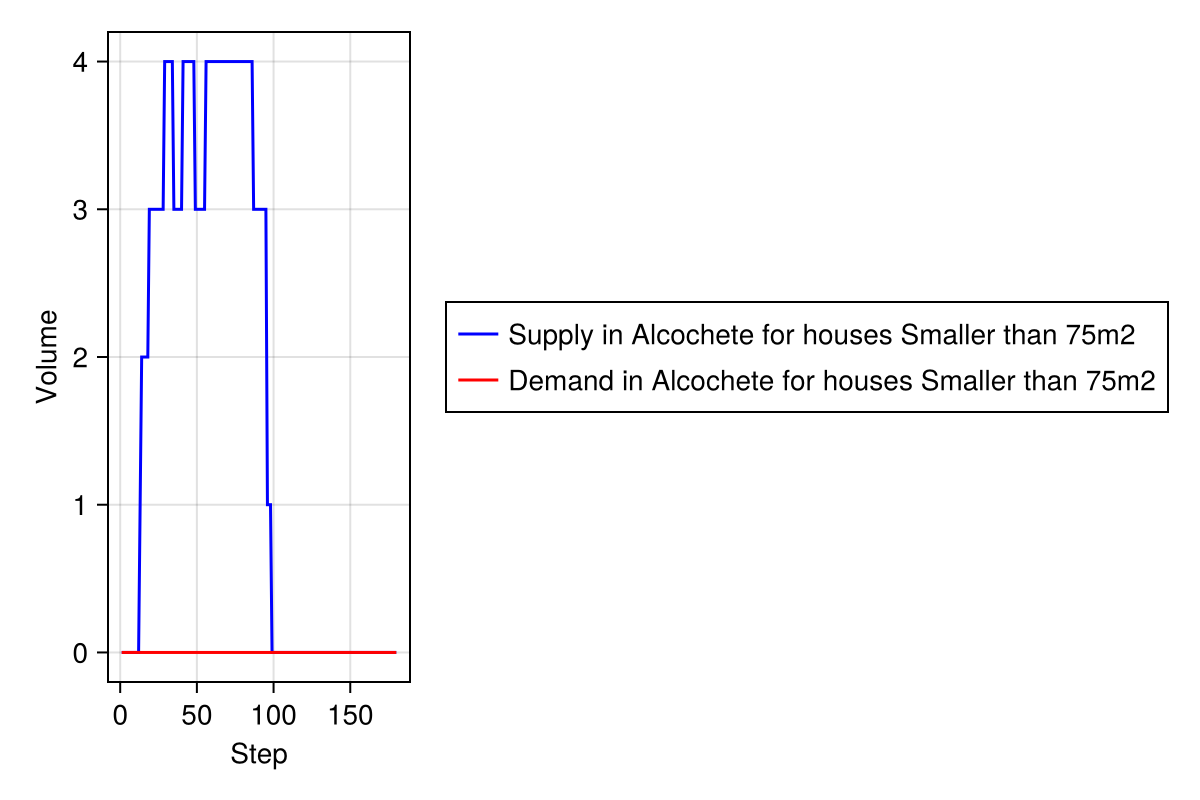 4
3
2
1
0
Volume
0 50 100 150
Step
Supply in Alcochete for houses Smaller than 75m2
Demand in Alcochete for houses Smaller than 75m2